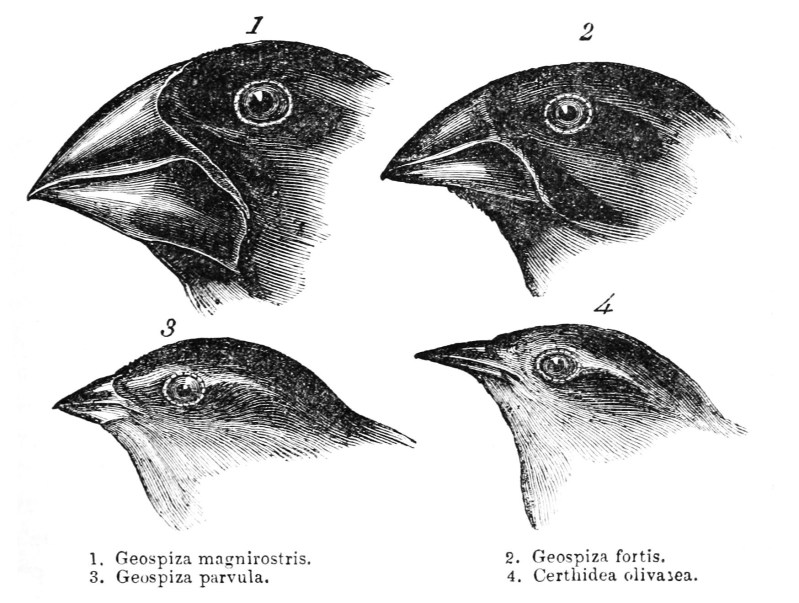 1
2
3
4
1. Geospiza magnirostris.
2. Geospiza fortis.
3. Geospiza parvula.
4. Certhidea olivasea.